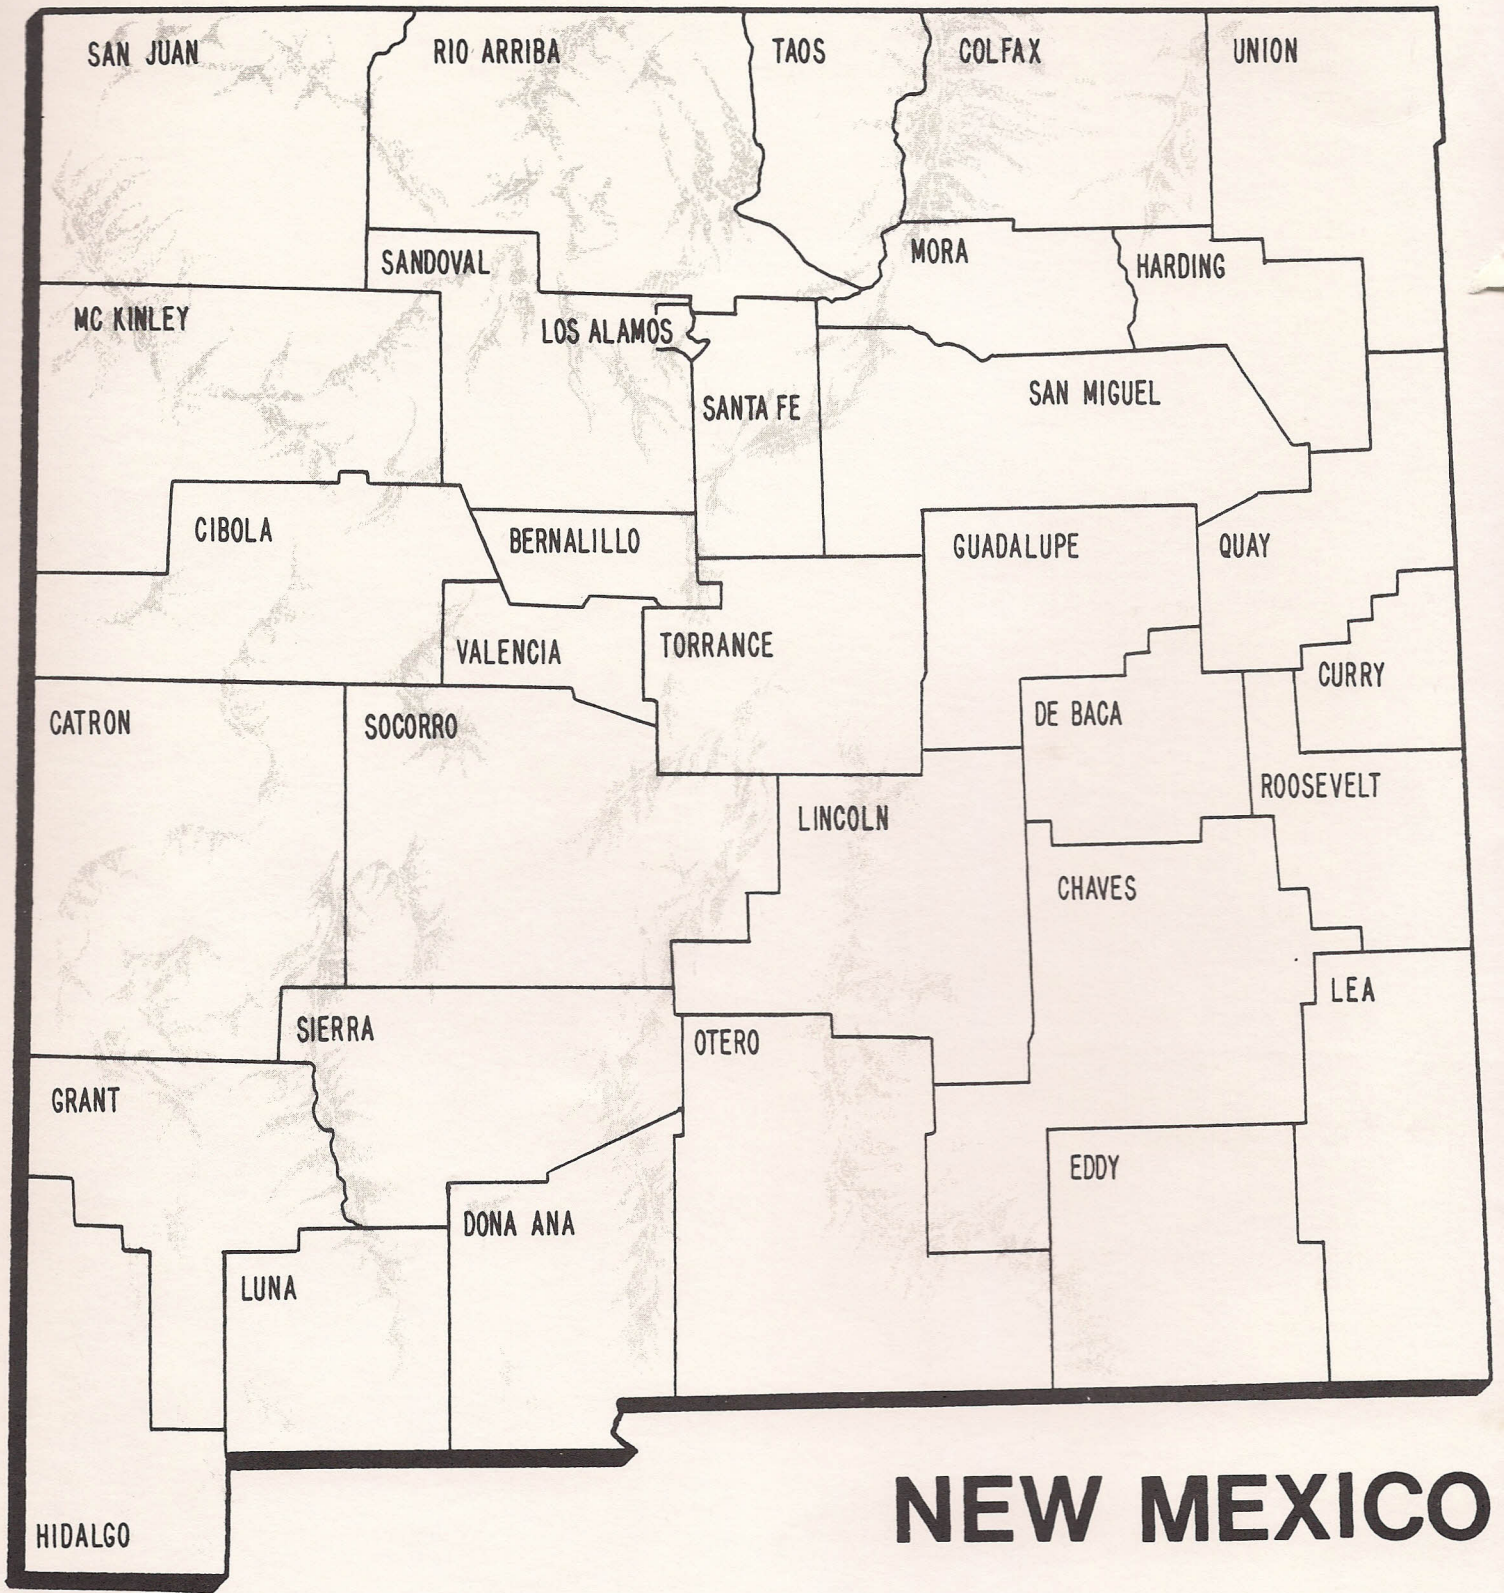 SAN JUAN
RIO ARRIBA
TAOS
COLFAX
UNION
SANDOVAL
MORA
HARDING
MC KINLEY
LOS ALAMOS
SAN MIGUEL
SANTA FE
CIBOLA
BERNALILLO
GUADALUPE
QUAY
VALENCIA
TORRANCE
CURRY
CATRON
SOCORRO
DE BACA
ROOSEVELT
LINCOLN
CHAVES
LEA
SIERRA
OTERO
GRANT
EDDY
DONA ANA
LUNA
HIDALGO
NEW MEXICO